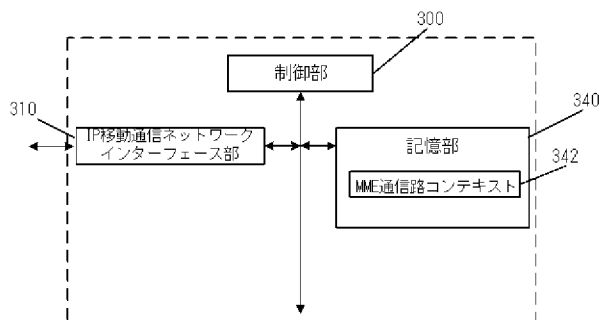 300
制御部
310
IP移動通信ネットワーク
インターフェース部
340
記憶部
342
MME通信路コンテキスト